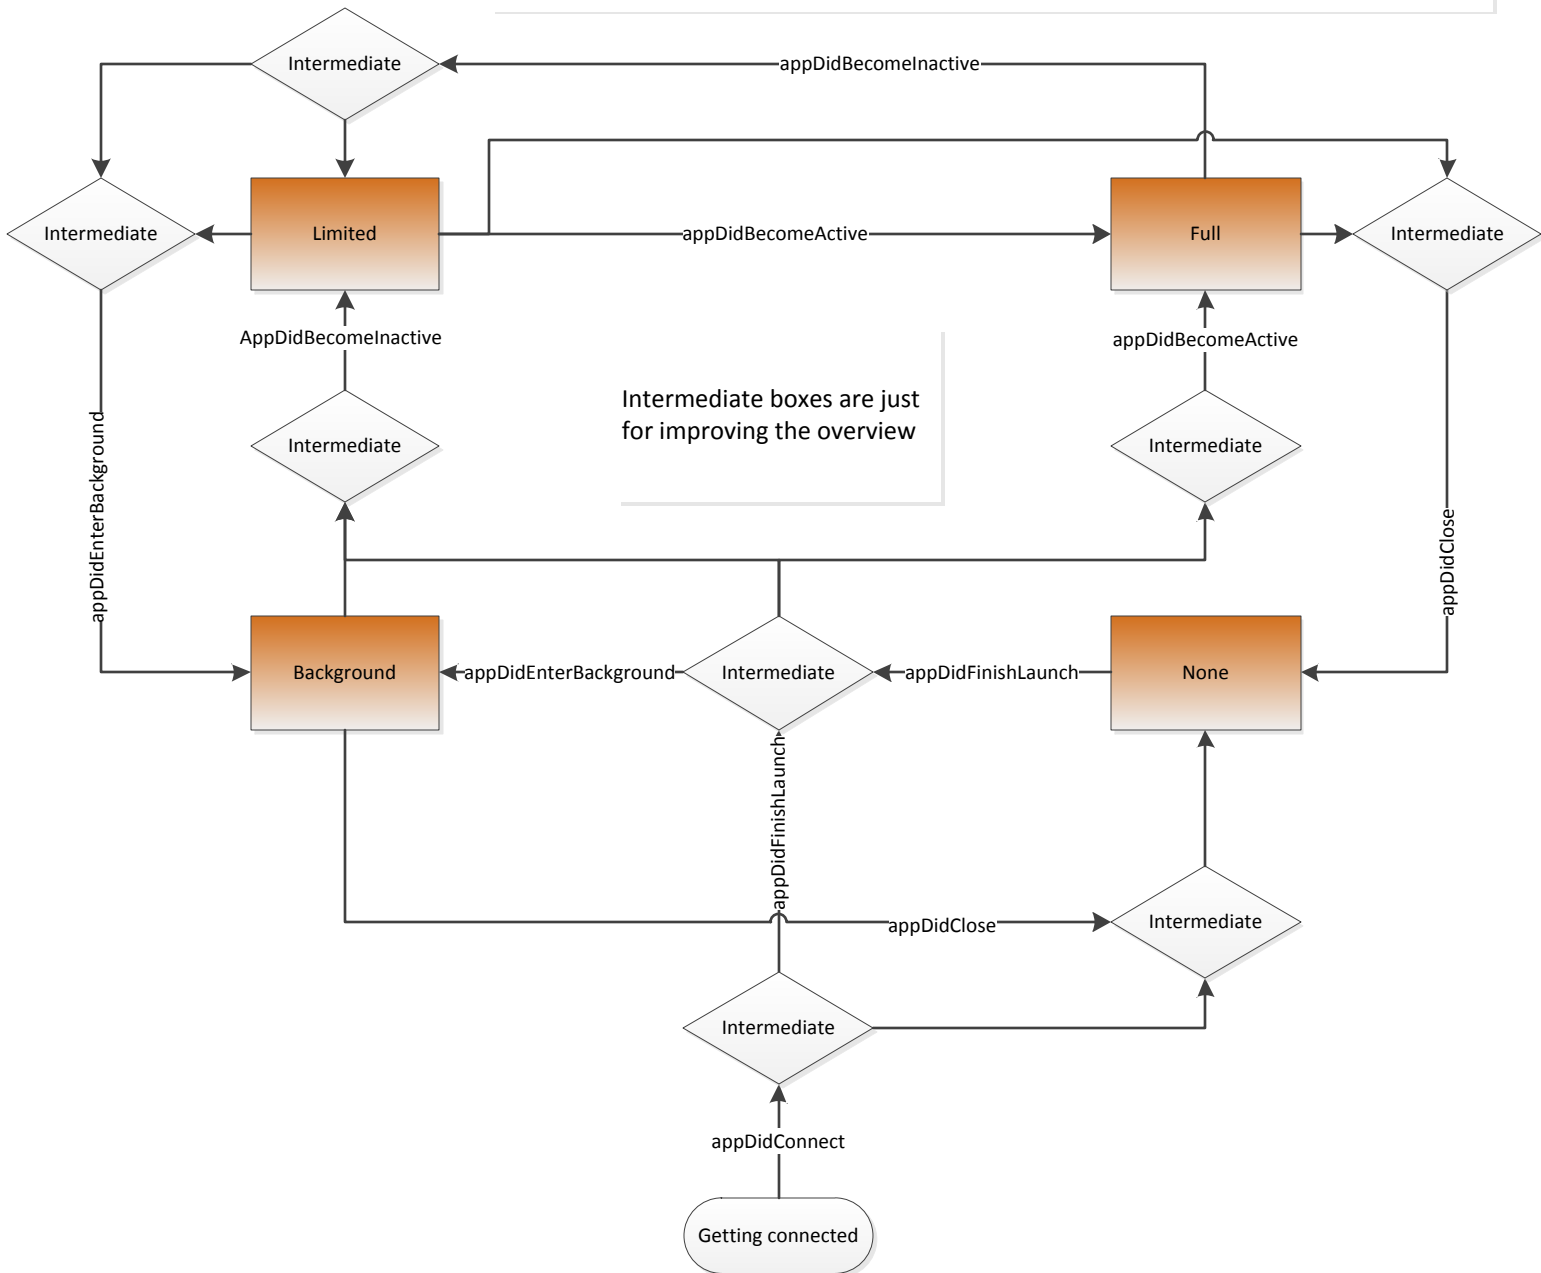 Intermediate
appDidBecomeInactive
Intermediate
Limited
appDidBecomeActive
Full
Intermediate
AppDidBecomeInactive
appDidBecomeActive
Intermediate boxes are just
for improving the overview
Intermediate
Intermediate
appDidEnterBackground
appDidClose
Background
appDidEnterBackground
Intermediate
appDidFinishLaunch
None
appDidFinishLaunch
appDidClose
Intermediate
Intermediate
appDidConnect
Getting connected